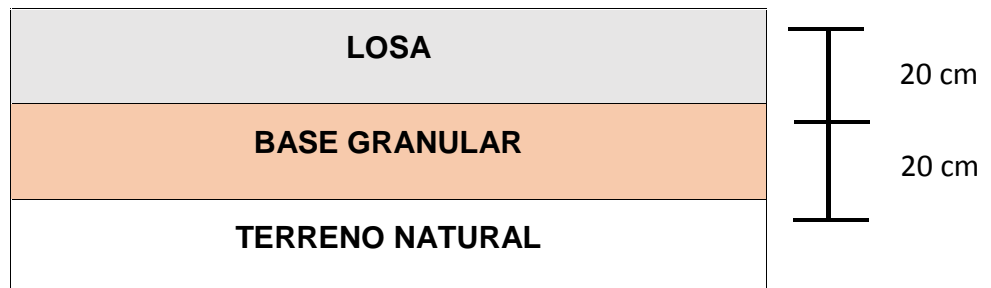 LOSA
20 cm
BASE GRANULAR
20 cm
TERRENO NATURAL